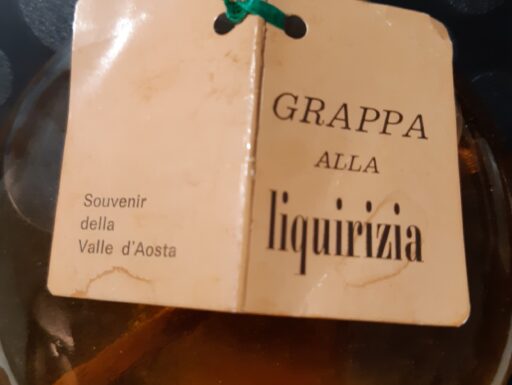 Souvenir
della
Valle d'Aosta
GRAPPA
ALLA
liquirizia